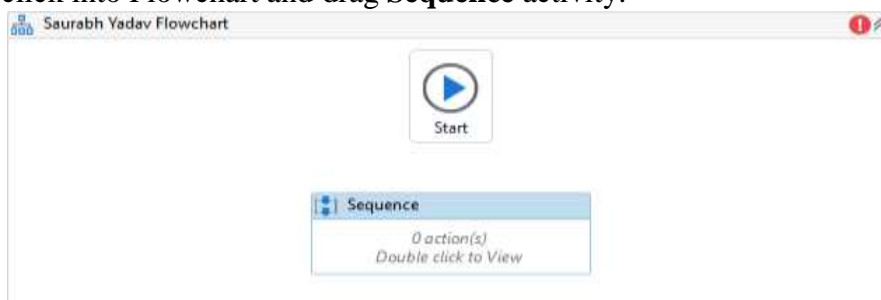 click into Flowchart and drag Sequence activity.
Saurabh Yadav Flowchart
Start
Sequence
0 action(s)
Double click to View